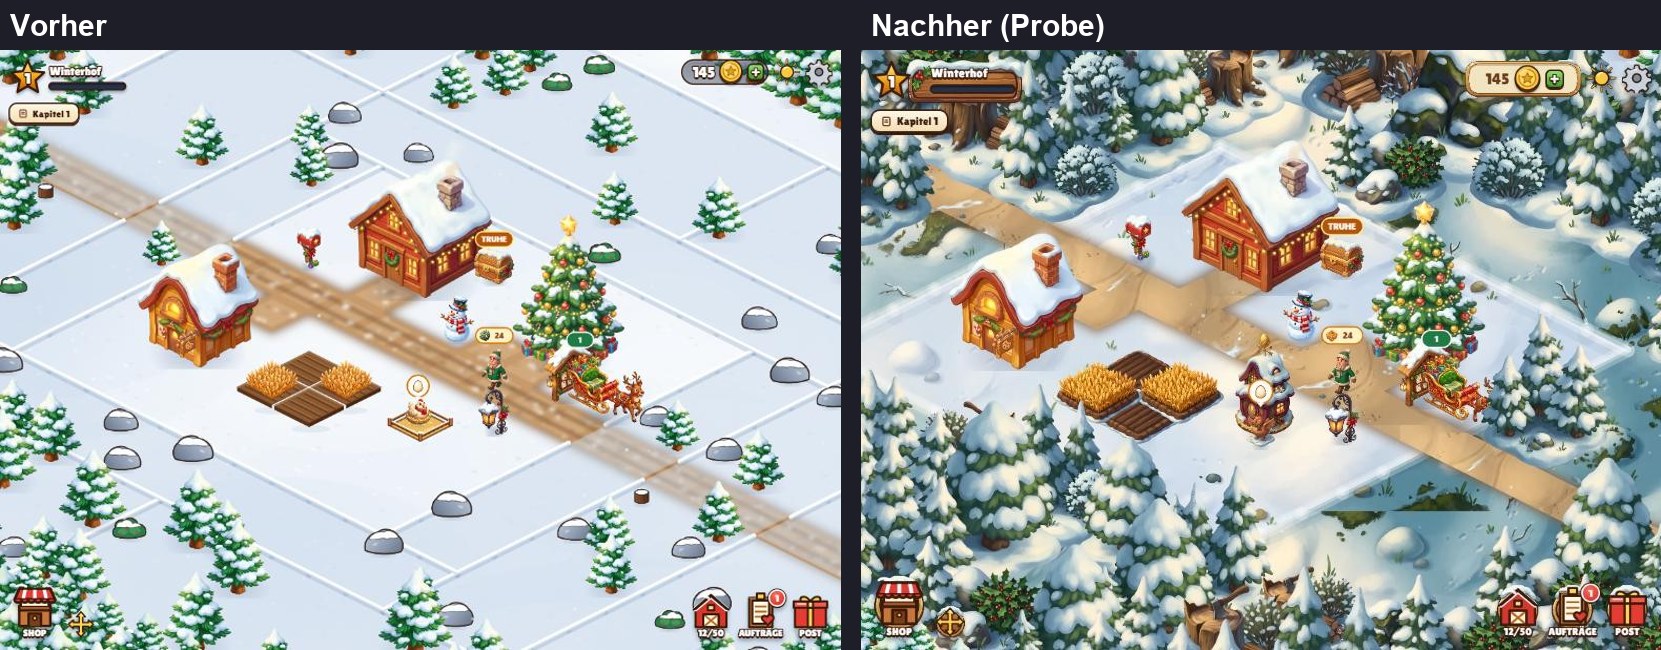 Vorher
1
Winterhof
145
Kapitel 1
TRUHE
24
1
SHOP
12/50
1
AUFTRÄGE
POST
Nachher (Probe)
1
Winterhof
145
Kapitel 1
TRUHE
24
1
SHOP
12/50
1
AUFTRÄGE
POST